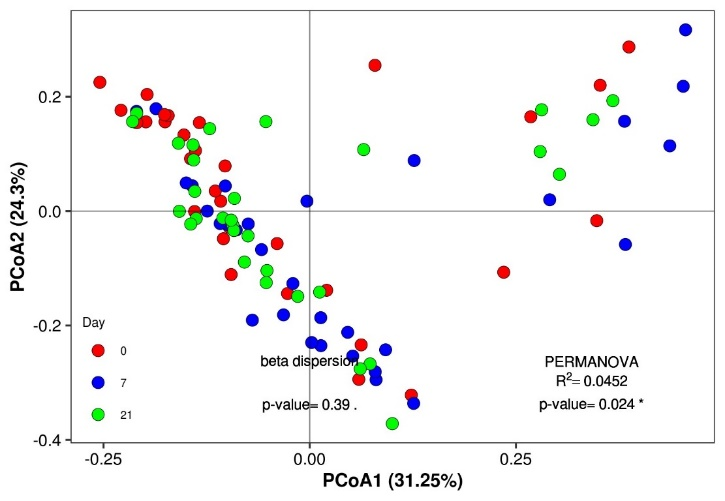 0.2
0.0
-0.2
-0.4
PCoA2 (24.3%)
Day
0
7
21
beta dispersion
p-value= 0.39 .
PERMANOVA
R²= 0.0452
p-value= 0.024 *
-0.25
0.00
0.25
PCoA1 (31.25%)